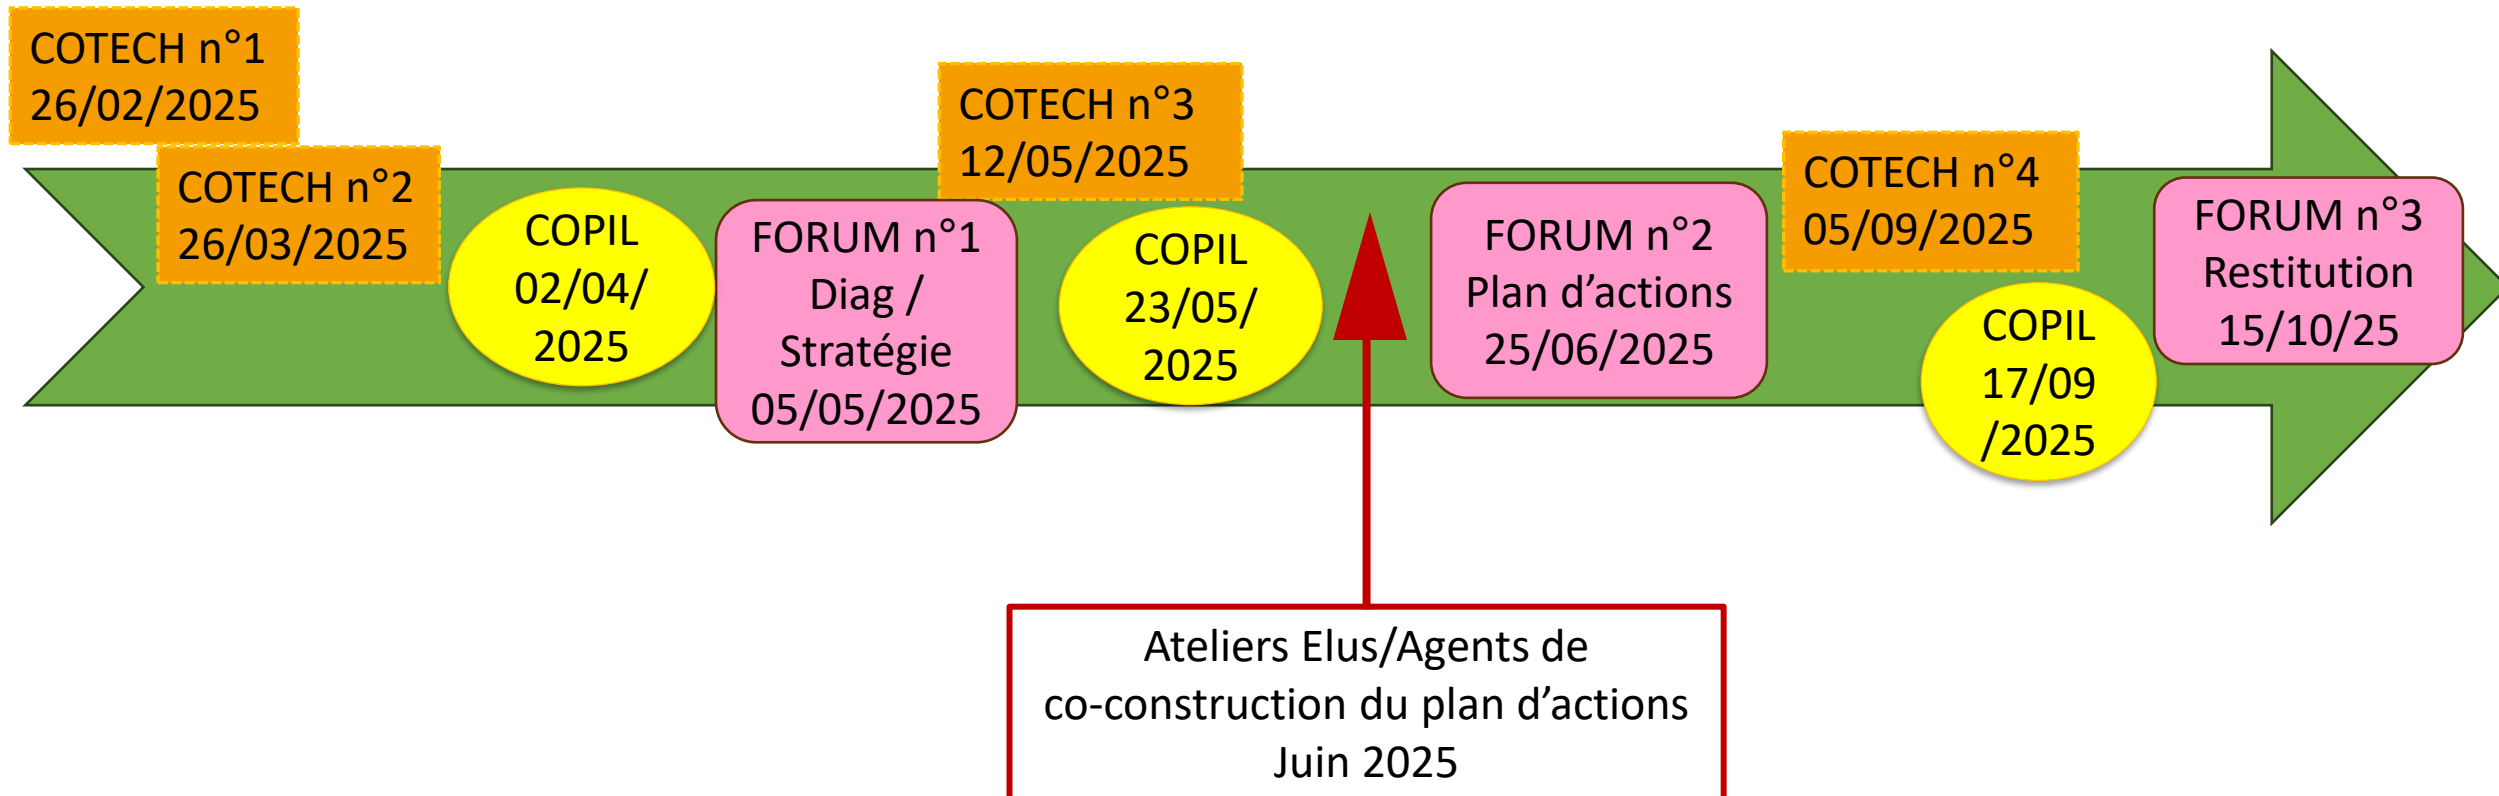 COTECH n°1
26/02/2025
COTECH n°2
26/03/2025
COPIL
02/04/
2025
FORUM n°1
Diag /
Stratégie
05/05/2025
COTECH n°3
12/05/2025
COPIL
23/05/
2025
Ateliers Elus/Agents de
co-construction du plan d’actions
Juin 2025
FORUM n°2
Plan d’actions
25/06/2025
COTECH n°4
05/09/2025
COPIL
17/09
/2025
FORUM n°3
Restitution
15/10/25